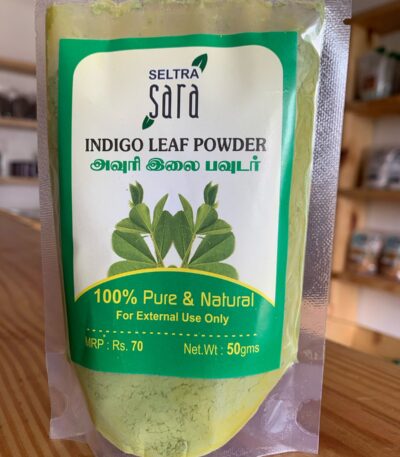 SELTRA
Sara
INDIGO LEAF POWDER
அவுரி இலை பவுடர்
100% Pure & Natural
For External Use Only
MRP : Rs. 70 Net.Wt : 50gms